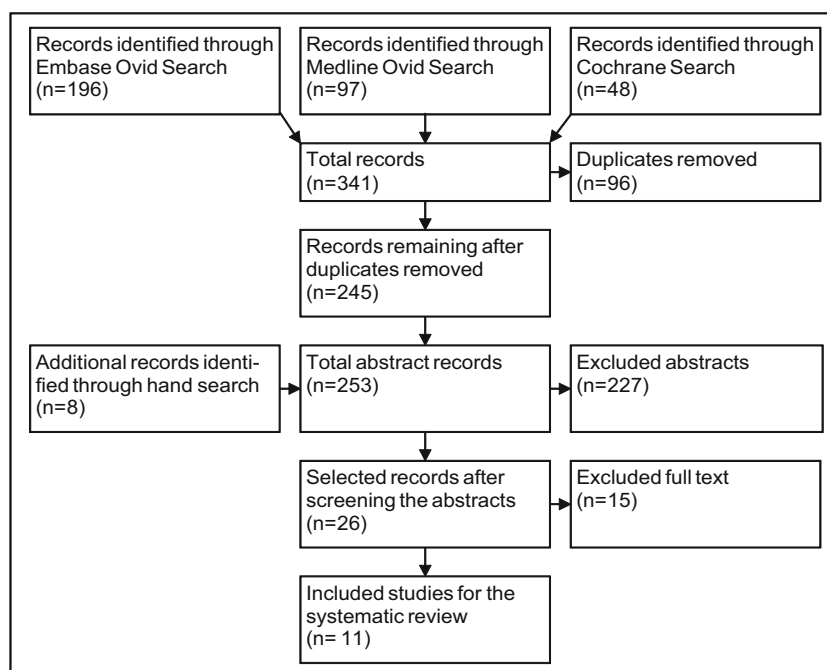 Records identified through
Embase Ovid Search
(n=196)
Records identified through
Medline Ovid Search
(n=97)
Records identified through
Cochrane Search
(n=48)
Total records
(n=341)
Duplicates removed
(n=96)
Records remaining after
duplicates removed
(n=245)
Additional records identi-
fied through hand search
(n=8)
Total abstract records
(n=253)
Excluded abstracts
(n=227)
Selected records after
screening the abstracts
(n=26)
Excluded full text
(n=15)
Included studies for the
systematic review
(n= 11)